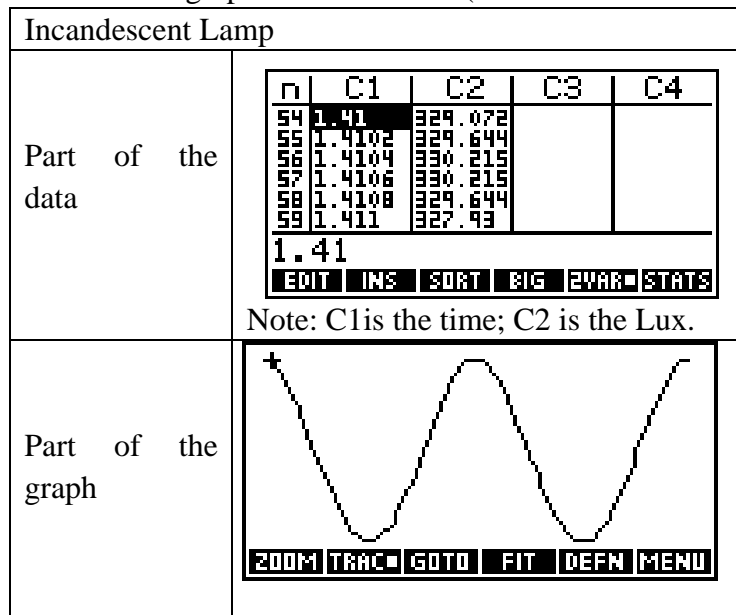 Incandescent Lamp
Part of the data
n C1 C2 C3 C4
54 1.41 329.072
55 1.4102 329.644
56 1.4104 330.215
57 1.4106 330.215
58 1.4108 329.644
59 1.411 327.93
1.41
EDIT INS SORT BIG 2VAR STATS
Note: C1is the time; C2 is the Lux.
Part of the graph
ZOOM TRAC GOTO FIT DEFN MENU